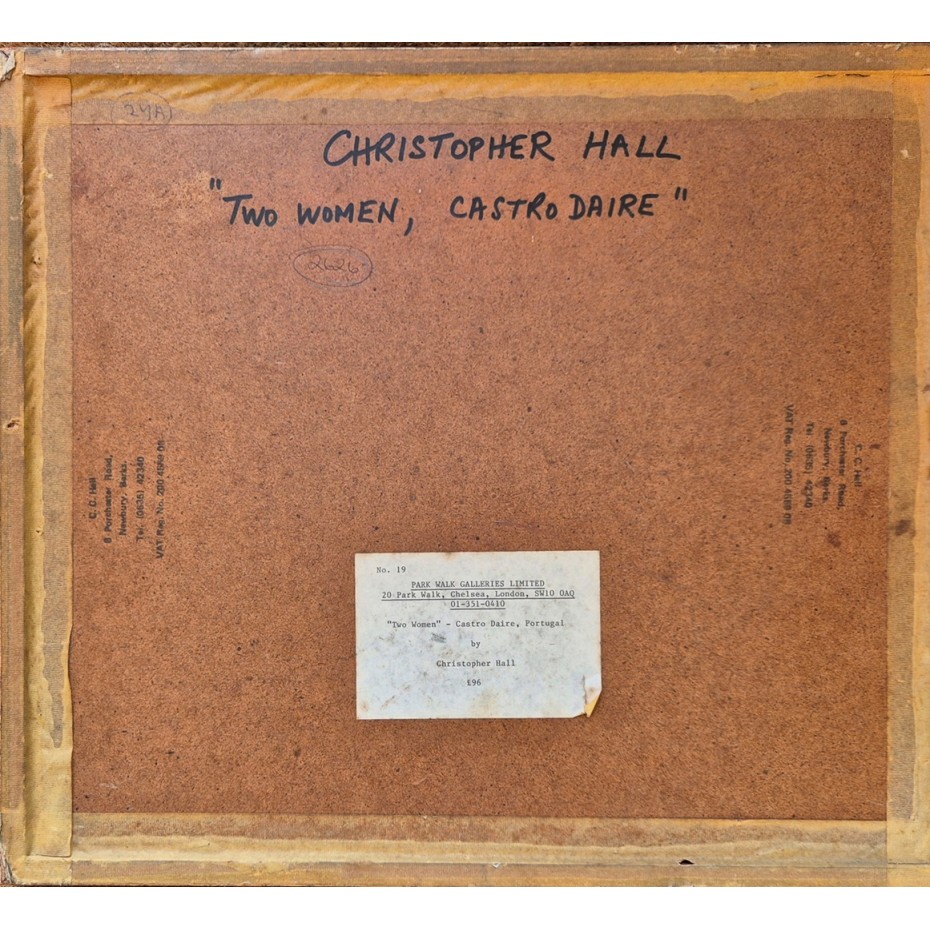 24A
CHRISTOPHER HALL
"TWO WOMEN, CASTRO DAIRE"
2626
C. C. Hall
8 Porchester Road,
Newbury, Berks.
Tel: (0635) 42340
VAT Reg. No. 200 4589 08
C. C. Hall
8 Porchester Road,
Newbury, Berks.
Tel: (0635) 42340
VAT Reg. No. 200 4589 08
No. 19
PARK WALK GALLERIES LIMITED
20 Park Walk, Chelsea, London, SW10 0AQ
01-351-0410
"Two Women" - Castro Daire, Portugal
by
Christopher Hall
£96